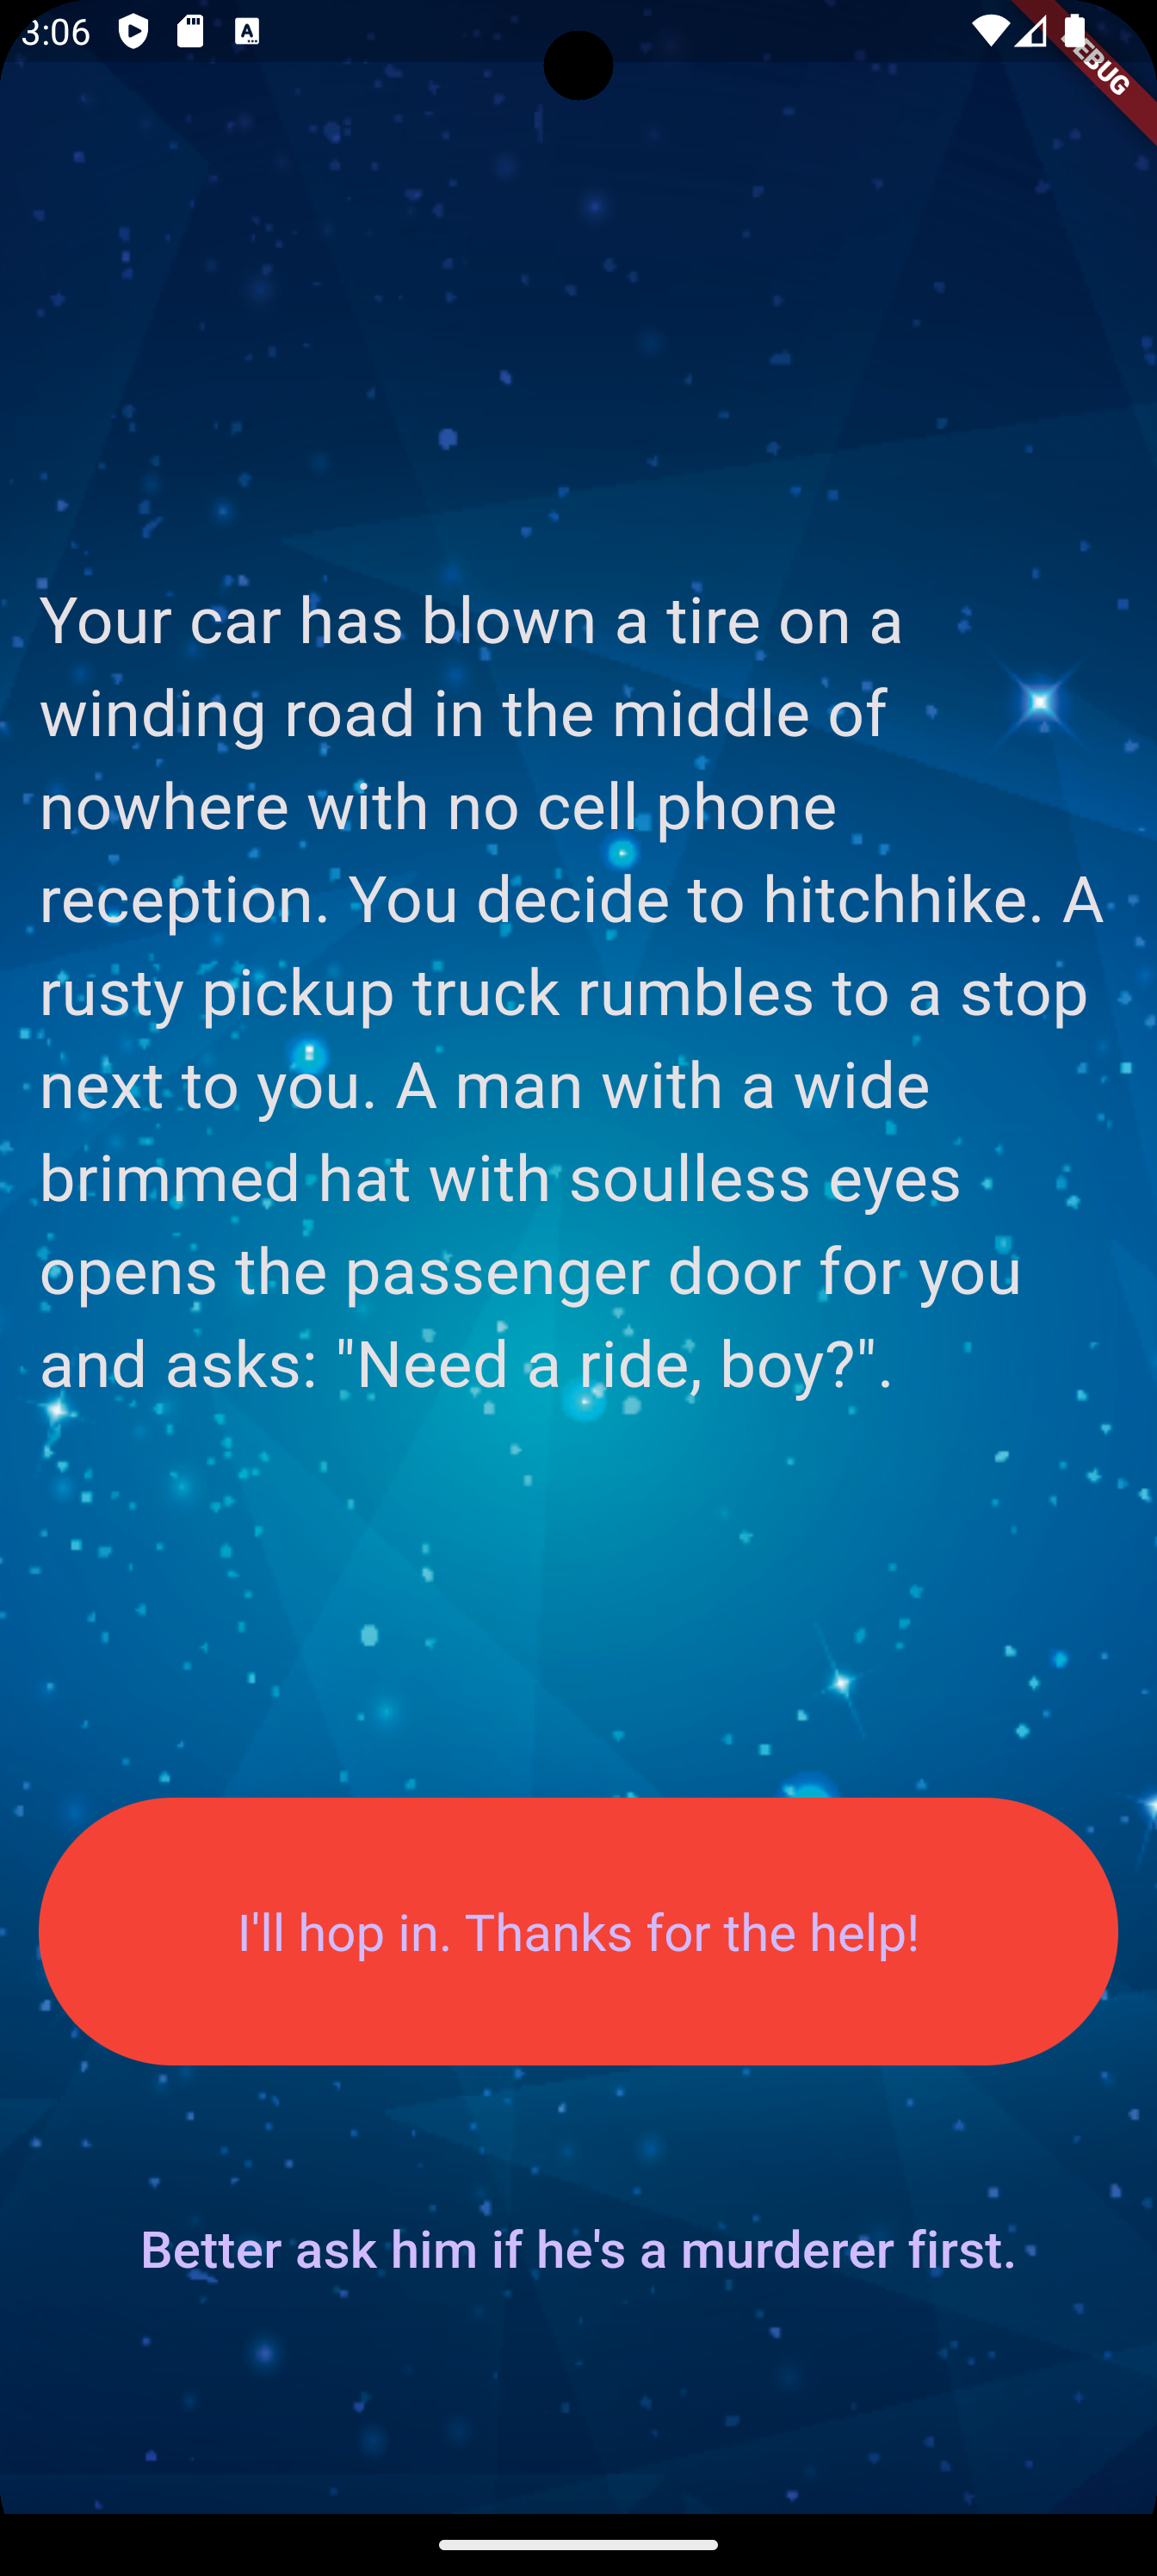 3:06
DEBUG
Your car has blown a tire on a
winding road in the middle of
nowhere with no cell phone
reception. You decide to hitchhike. A
rusty pickup truck rumbles to a stop
next to you. A man with a wide
brimmed hat with soulless eyes
opens the passenger door for you
and asks: "Need a ride, boy?".
I'll hop in. Thanks for the help!
Better ask him if he's a murderer first.